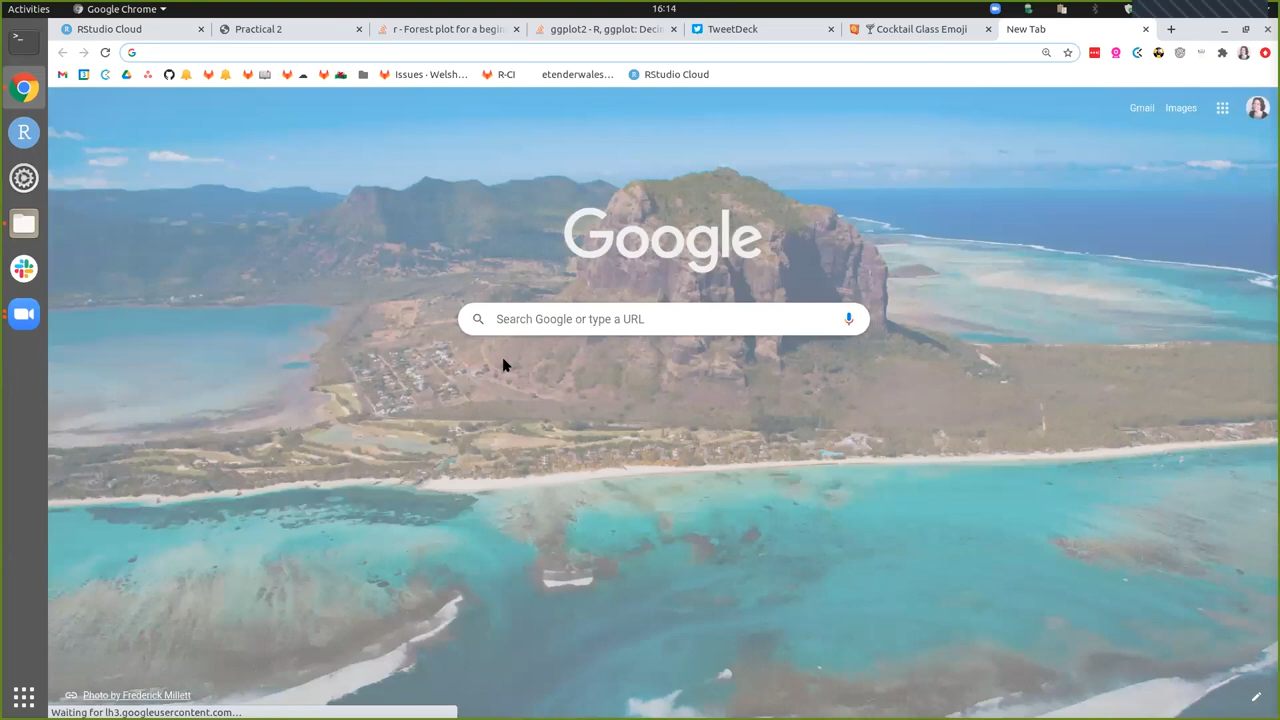 Activities Google Chrome 16:14
RStudio Cloud Practical 2 r - Forest plot for a begin ggplot2 - R, ggplot: Decin TweetDeck Cocktail Glass Emoji New Tab
Issues · Welsh… R-CI etenderwales… RStudio Cloud
Gmail Images
Google
Search Google or type a URL
Photo by Frederick Millett
Waiting for lh3.googleusercontent.com…